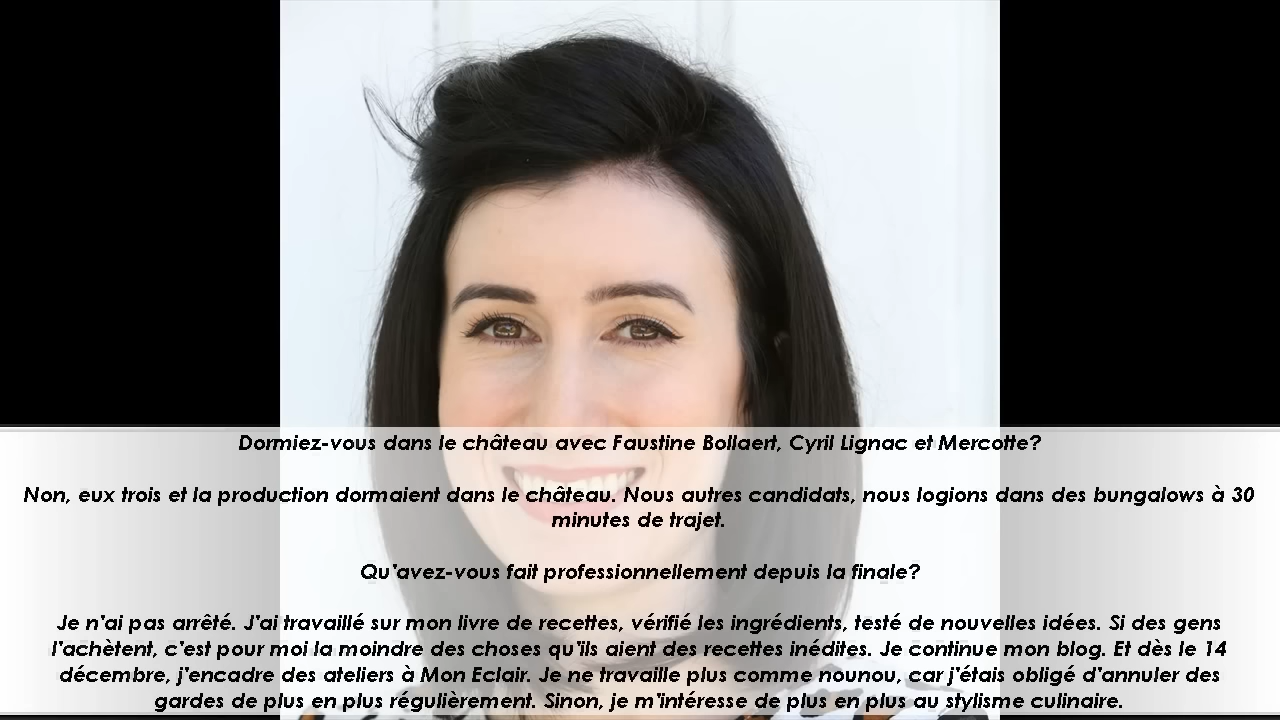 Dormiez-vous dans le château avec Faustine Bollaert, Cyril Lignac et Mercotte?
Non, eux trois et la production dormaient dans le château. Nous autres candidats, nous logions dans des bungalows à 30
minutes de trajet.
Qu'avez-vous fait professionnellement depuis la finale?
Je n'ai pas arrêté. J'ai travaillé sur mon livre de recettes, vérifié les ingrédients, testé de nouvelles idées. Si des gens
l'achètent, c'est pour moi la moindre des choses qu'ils aient des recettes inédites. Je continue mon blog. Et dès le 14
décembre, j'encadre des ateliers à Mon Eclair. Je ne travaille plus comme nounou, car j'étais obligé d'annuler des
gardes de plus en plus régulièrement. Sinon, je m'intéresse de plus en plus au stylisme culinaire.